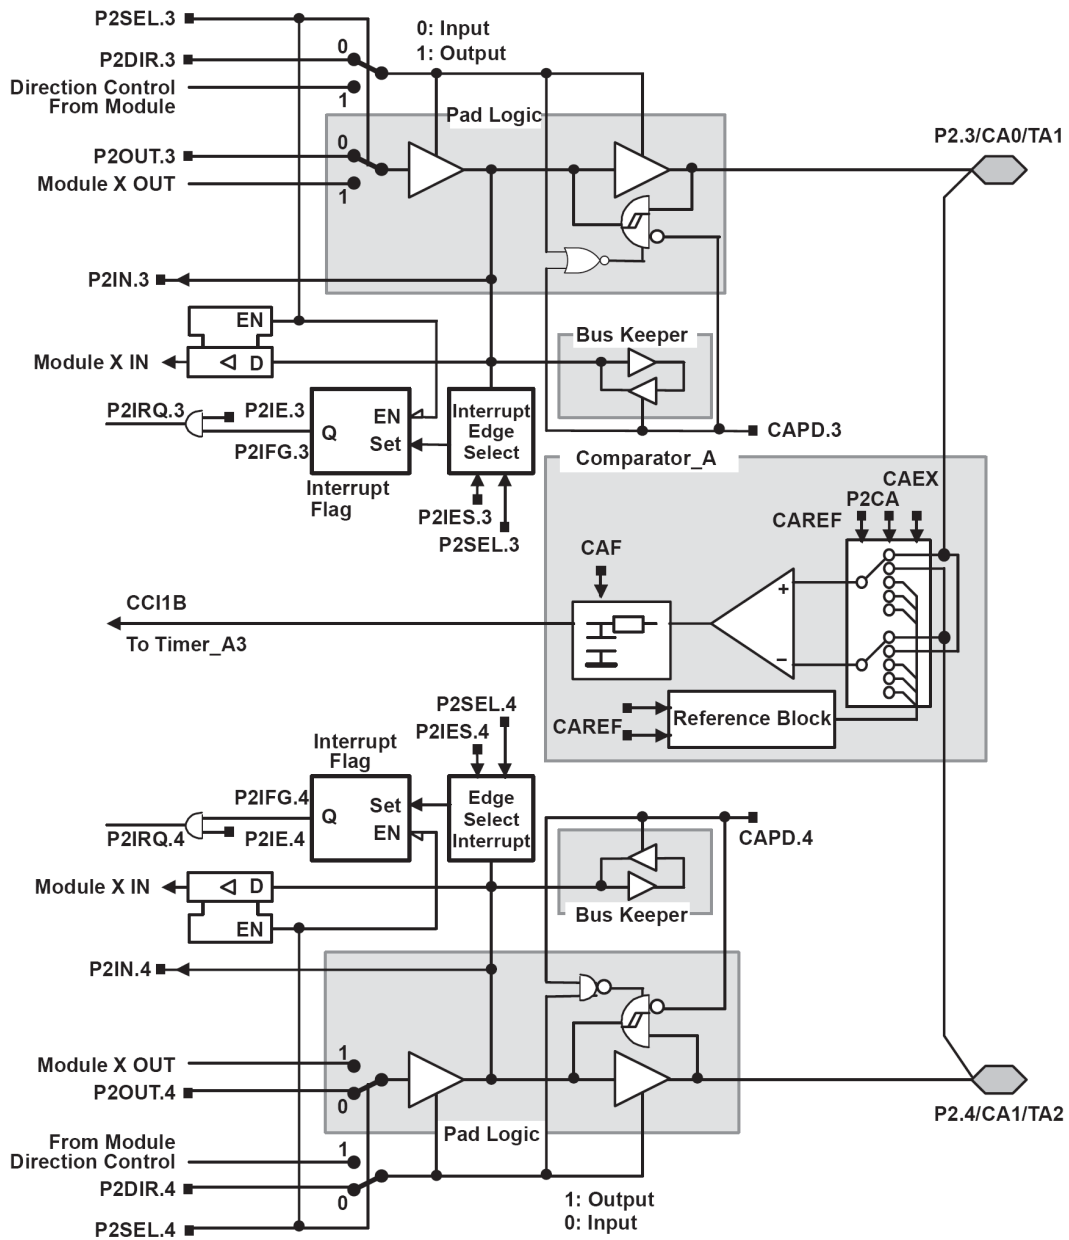 P2SEL.3
P2DIR.3
0
0: Input
1: Output
Direction Control
From Module
1
Pad Logic
P2OUT.3
0
P2.3/CA0/TA1
Module X OUT
1
P2IN.3
EN
Bus Keeper
Module X IN
D
P2IRQ.3
P2IE.3
P2IFG.3
Q
EN
Set
Interrupt
Edge
Select
CAPD.3
Interrupt
Flag
P2IES.3
P2SEL.3
Comparator_A
CAEX
P2CA
CAREF
CAF
+
−
CCI1B
To Timer_A3
Reference Block
CAREF
P2SEL.4
P2IES.4
Interrupt
Flag
P2IFG.4
P2IRQ.4
P2IE.4
Q
Set
EN
Edge
Select
Interrupt
CAPD.4
Module X IN
D
EN
Bus Keeper
P2IN.4
Module X OUT
1
P2OUT.4
0
P2.4/CA1/TA2
Pad Logic
From Module
Direction Control
1
P2DIR.4
0
1: Output
0: Input
P2SEL.4